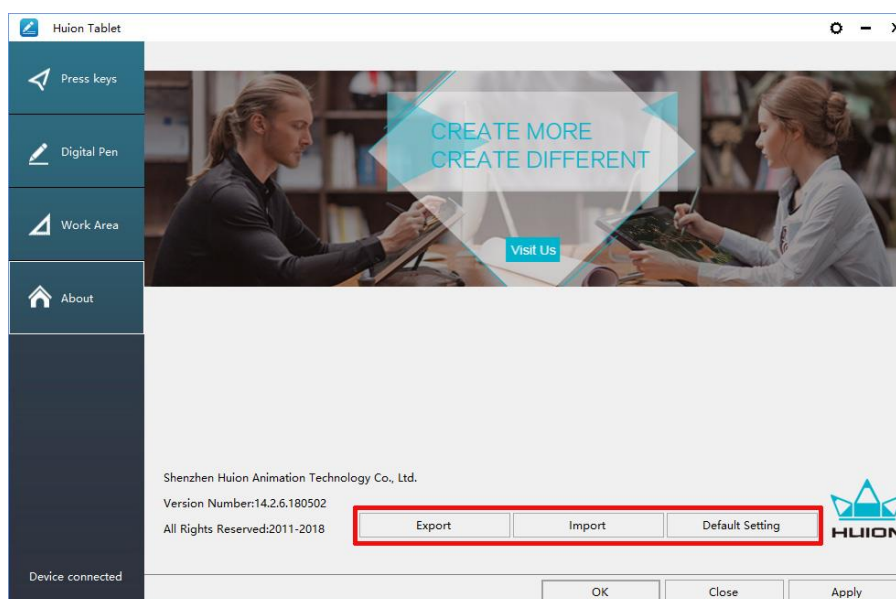 Huion Tablet
Press keys
Digital Pen
Work Area
About
CREATE MORE
CREATE DIFFERENT
Visit Us
Shenzhen Huion Animation Technology Co., Ltd.
Version Number:14.2.6.180502
All Rights Reserved:2011-2018
Export
Import
Default Setting
HUION
Device connected
OK
Close
Apply